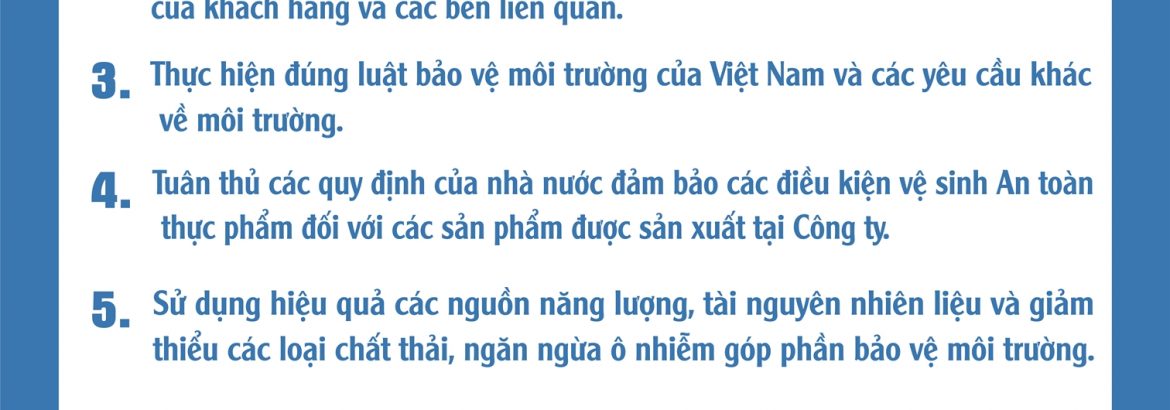 của khách hàng và các bên liên quan.
3. Thực hiện đúng luật bảo vệ môi trường của Việt Nam và các yêu cầu khác
về môi trường.
4. Tuân thủ các quy định của nhà nước đảm bảo các điều kiện vệ sinh An toàn
thực phẩm đối với các sản phẩm được sản xuất tại Công ty.
5. Sử dụng hiệu quả các nguồn năng lượng, tài nguyên nhiên liệu và giảm
thiểu các loại chất thải, ngăn ngừa ô nhiễm góp phần bảo vệ môi trường.